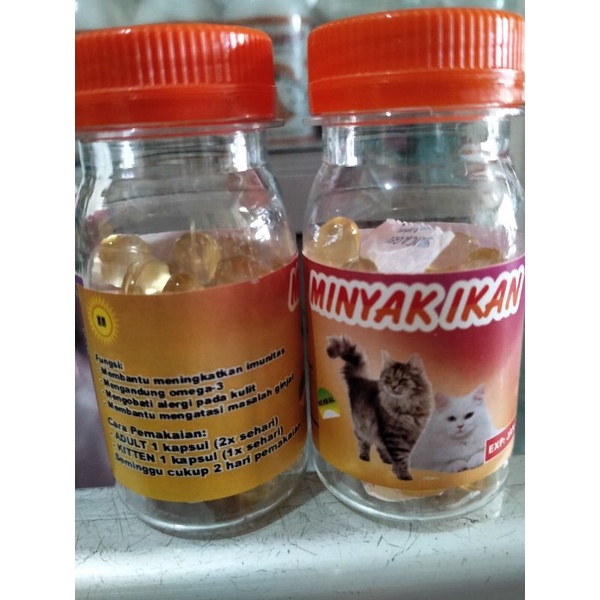 Fungsi:
- Membantu meningkatkan imunitas
- Mengandung omega-3
- Mengobati alergi pada kulit
- Membantu mengatasi masalah ginjal
Cara Pemakaian:
- ADULT 1 kapsul (2x sehari)
- KITTEN 1 kapsul (1x sehari)
Seminggu cukup 2 hari pemakaian
MINYAK IKAN
EXP: